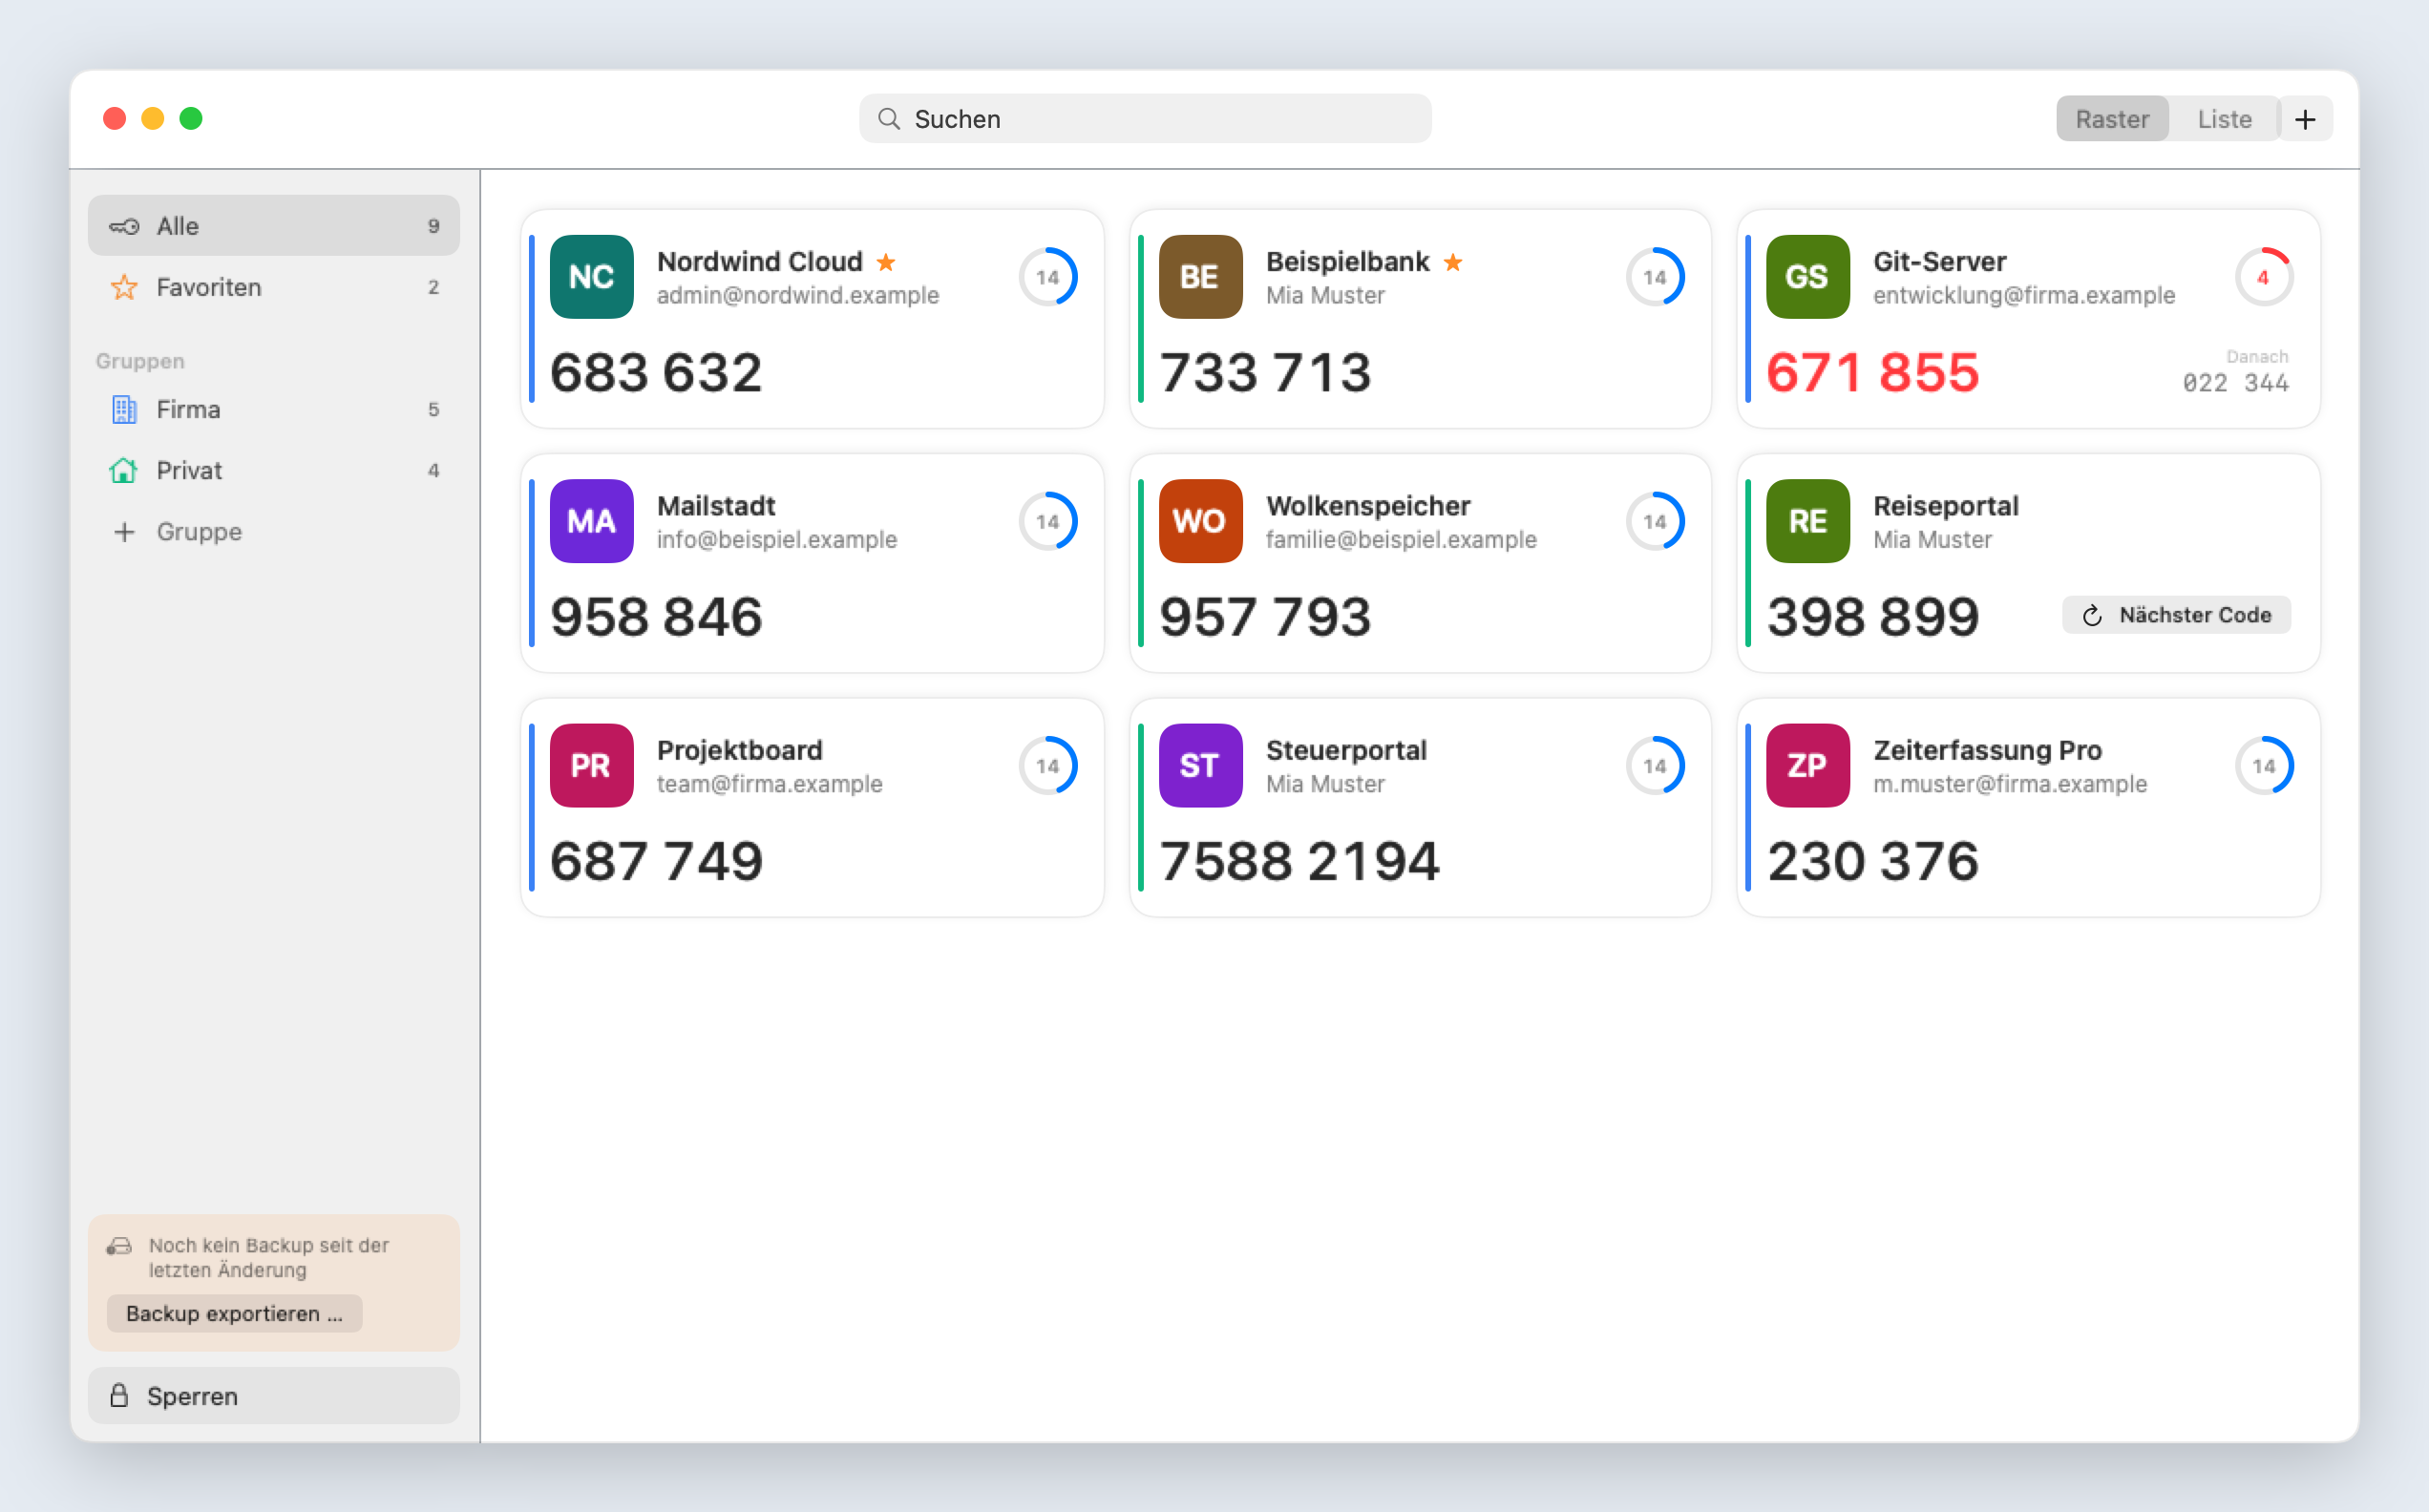 Suchen
Raster
Liste
Alle 9
Favoriten 2
Gruppen
Firma 5
Privat 4
Gruppe
Noch kein Backup seit der
letzten Änderung
Backup exportieren ...
Sperren
NC
Nordwind Cloud
admin@nordwind.example
14
683 632
BE
Beispielbank
Mia Muster
14
733 713
GS
Git-Server
entwicklung@firma.example
4
671 855
Danach
022 344
MA
Mailstadt
info@beispiel.example
14
958 846
WO
Wolkenspeicher
familie@beispiel.example
14
957 793
RE
Reiseportal
Mia Muster
398 899
Nächster Code
PR
Projektboard
team@firma.example
14
687 749
ST
Steuerportal
Mia Muster
14
7588 2194
ZP
Zeiterfassung Pro
m.muster@firma.example
14
230 376